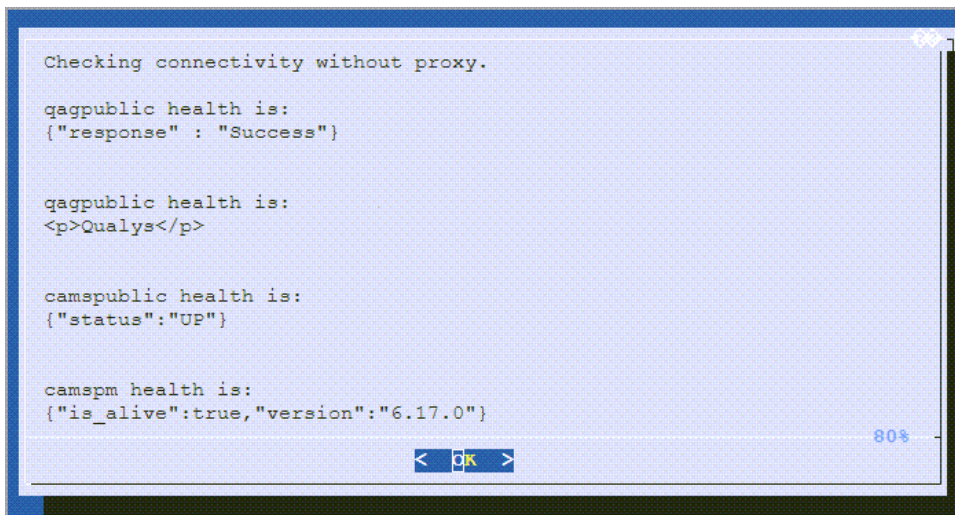 Checking connectivity without proxy.
qagpublic health is:
{"response" : "Success"}
qagpublic health is:
<p>Qualys</p>
camspublic health is:
{"status":"UP"}
camspm health is:
{"is_alive":true,"version":"6.17.0"}
80%
< OK >